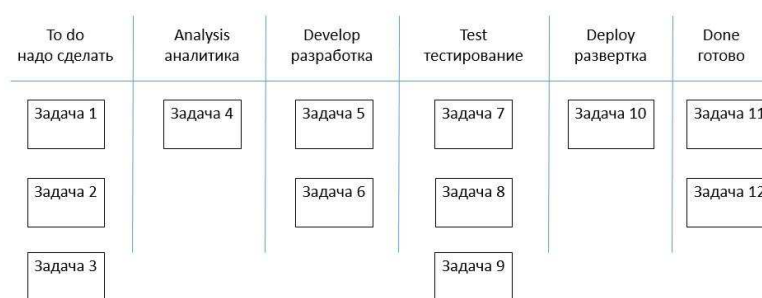 To do
надо сделать
Analysis
аналитика
Develop
разработка
Test
тестирование
Deploy
развертка
Done
готово
Задача 1
Задача 4
Задача 5
Задача 7
Задача 10
Задача 11
Задача 2
Задача 6
Задача 8
Задача 12
Задача 3
Задача 9